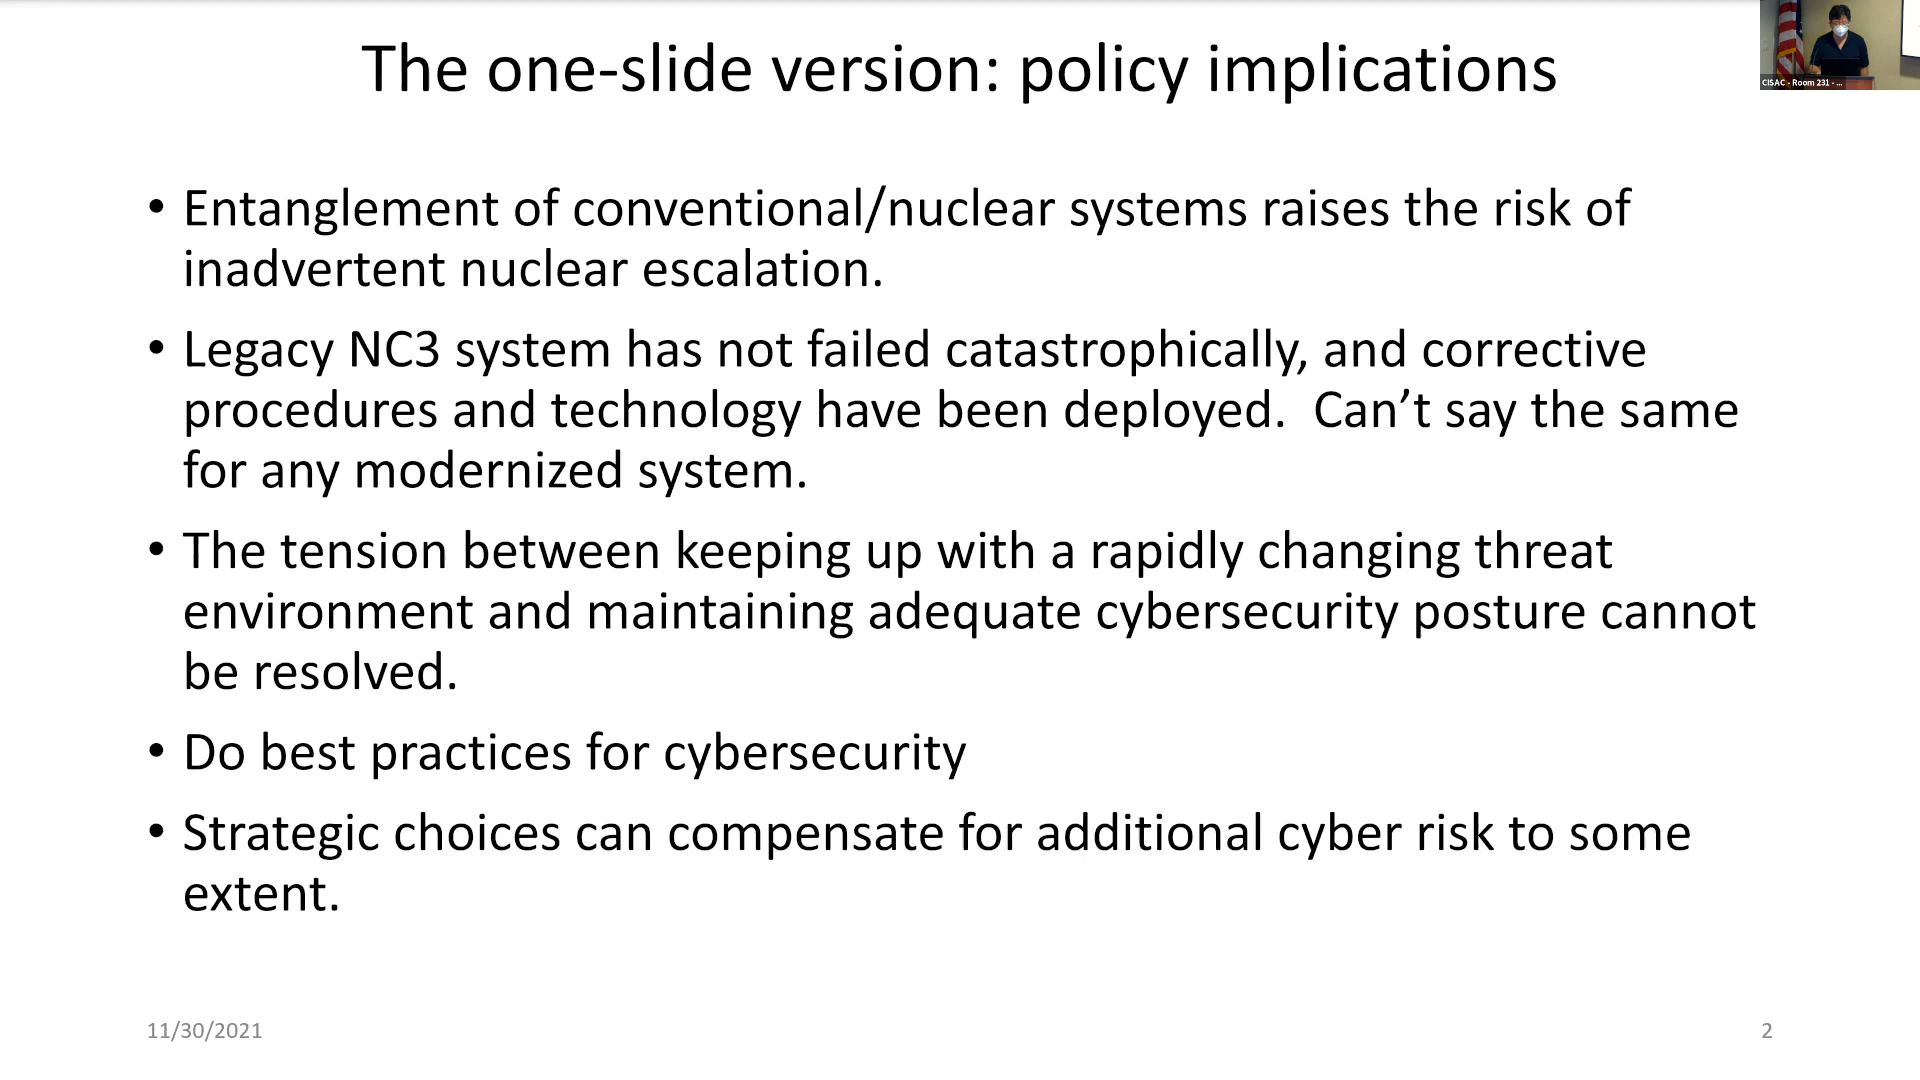 The one-slide version: policy implications
CISAC - Room 231 - ...
• Entanglement of conventional/nuclear systems raises the risk of
inadvertent nuclear escalation.
• Legacy NC3 system has not failed catastrophically, and corrective
procedures and technology have been deployed.  Can’t say the same
for any modernized system.
• The tension between keeping up with a rapidly changing threat
environment and maintaining adequate cybersecurity posture cannot
be resolved.
• Do best practices for cybersecurity
• Strategic choices can compensate for additional cyber risk to some
extent.
11/30/2021
2